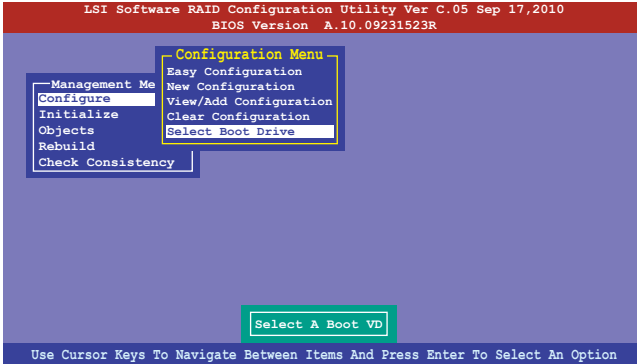 LSI Software RAID Configuration Utility Ver C.05 Sep 17,2010
BIOS Version A.10.09231523R
Configuration Menu
Easy Configuration
New Configuration
View/Add Configuration
Clear Configuration
Select Boot Drive
Management Me
Configure
Initialize
Objects
Rebuild
Check Consistency
Select A Boot VD
Use Cursor Keys To Navigate Between Items And Press Enter To Select An Option